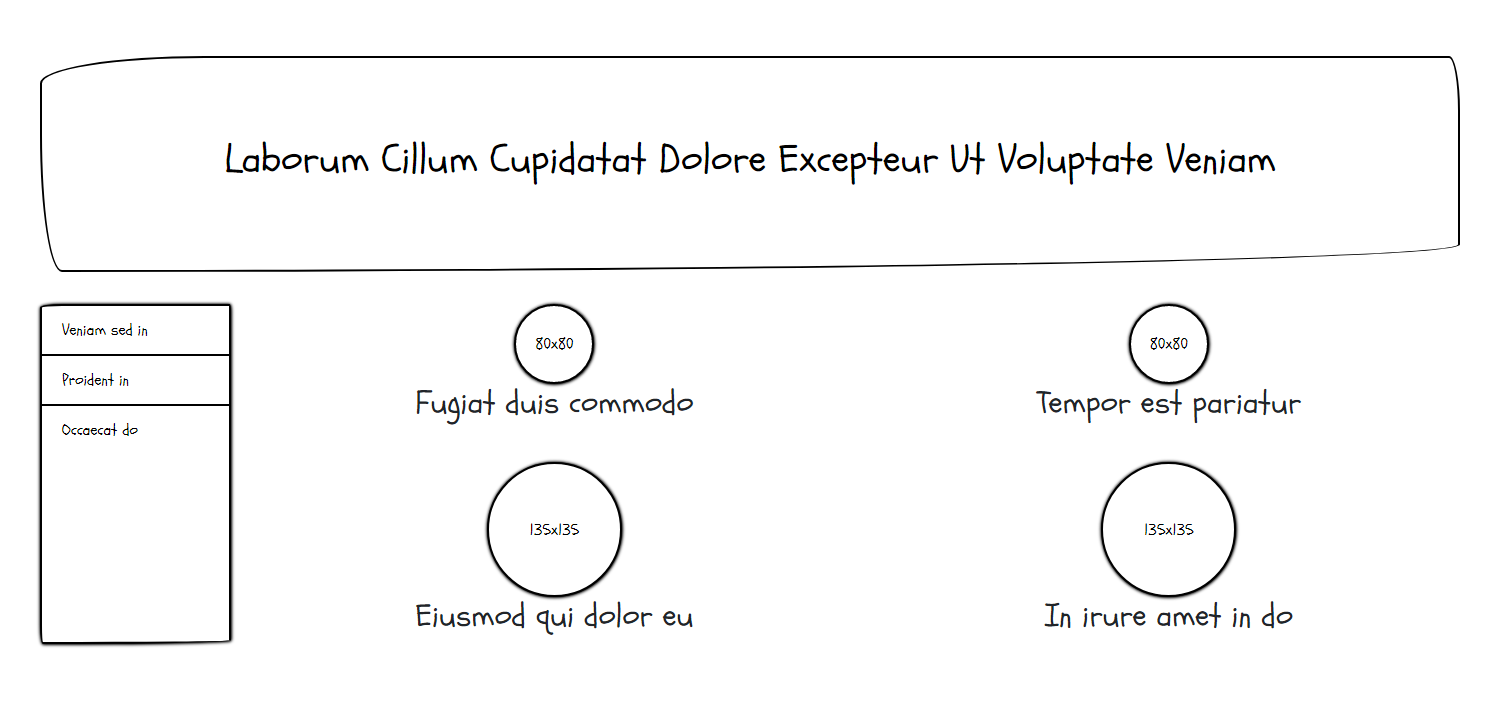 Laborum Cillum Cupidatat Dolore Excepteur Ut Voluptate Veniam
Veniam sed in
Proident in
Occaecat do
80x80
Fugiat duis commodo
80x80
Tempor est pariatur
135x135
Eiusmod qui dolor eu
135x135
In irure amet in do